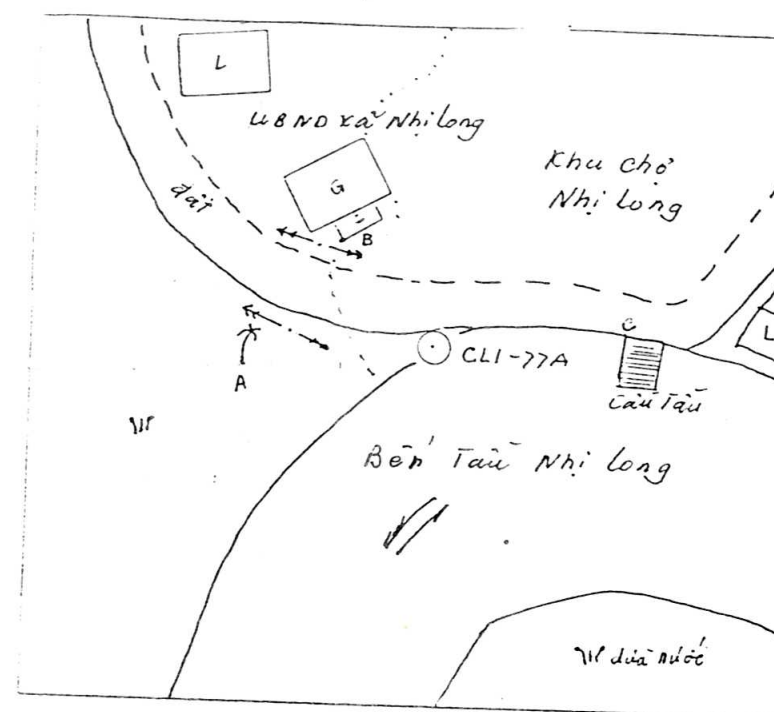 L
UBND xã Nhị Long
G
Khu chợ
Nhị Long
đất
B
A
C
CLI-77A
L
Cầu Tàu
Bến Tàu Nhị Long
dừa nước